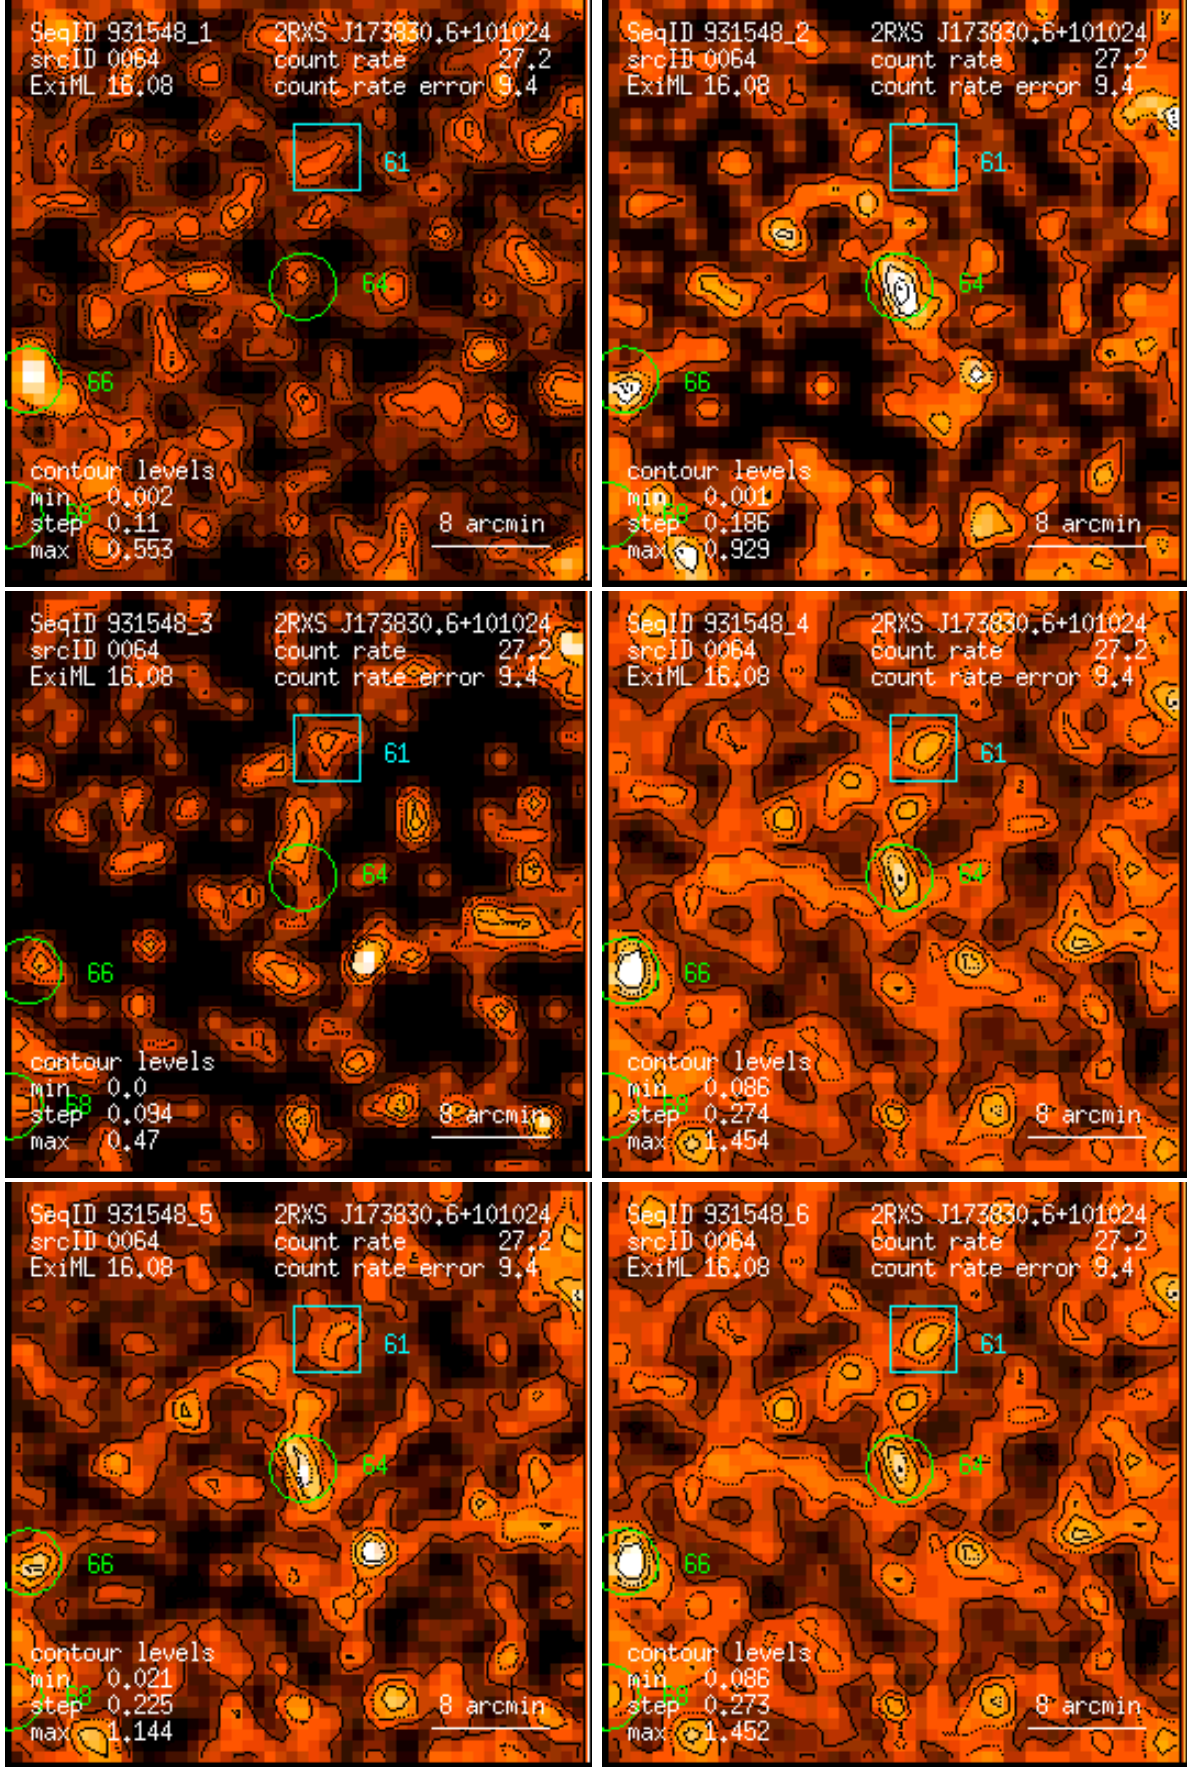 SeqID 931548_1 2RXS J173830.6+101024
srcID 0064 count rate 27.2
ExiML 16.08 count rate error 9.4
61
64
66
contour levels
min 0.002
68
step 0.11 8 arcmin
max 0.553
SeqID 931548_2 2RXS J173830.6+101024
srcID 0064 count rate 27.2
ExiML 16.08 count rate error 9.4
61
64
66
contour levels
min 0.001
68
step 0.186 8 arcmin
max 0.929
SeqID 931548_3 2RXS J173830.6+101024
srcID 0064 count rate 27.2
ExiML 16.08 count rate error 9.4
61
64
66
contour levels
min 0.0
68
step 0.094 8 arcmin
max 0.47
SeqID 931548_4 2RXS J173830.6+101024
srcID 0064 count rate 27.2
ExiML 16.08 count rate error 9.4
61
64
66
contour levels
min 0.086
68
step 0.274 8 arcmin
max 1.454
SeqID 931548_5 2RXS J173830.6+101024
srcID 0064 count rate 27.2
ExiML 16.08 count rate error 9.4
61
64
66
contour levels
min 0.021
68
step 0.225 8 arcmin
max 1.144
SeqID 931548_6 2RXS J173830.6+101024
srcID 0064 count rate 27.2
ExiML 16.08 count rate error 9.4
61
64
66
contour levels
min 0.086
68
step 0.273 8 arcmin
max 1.452